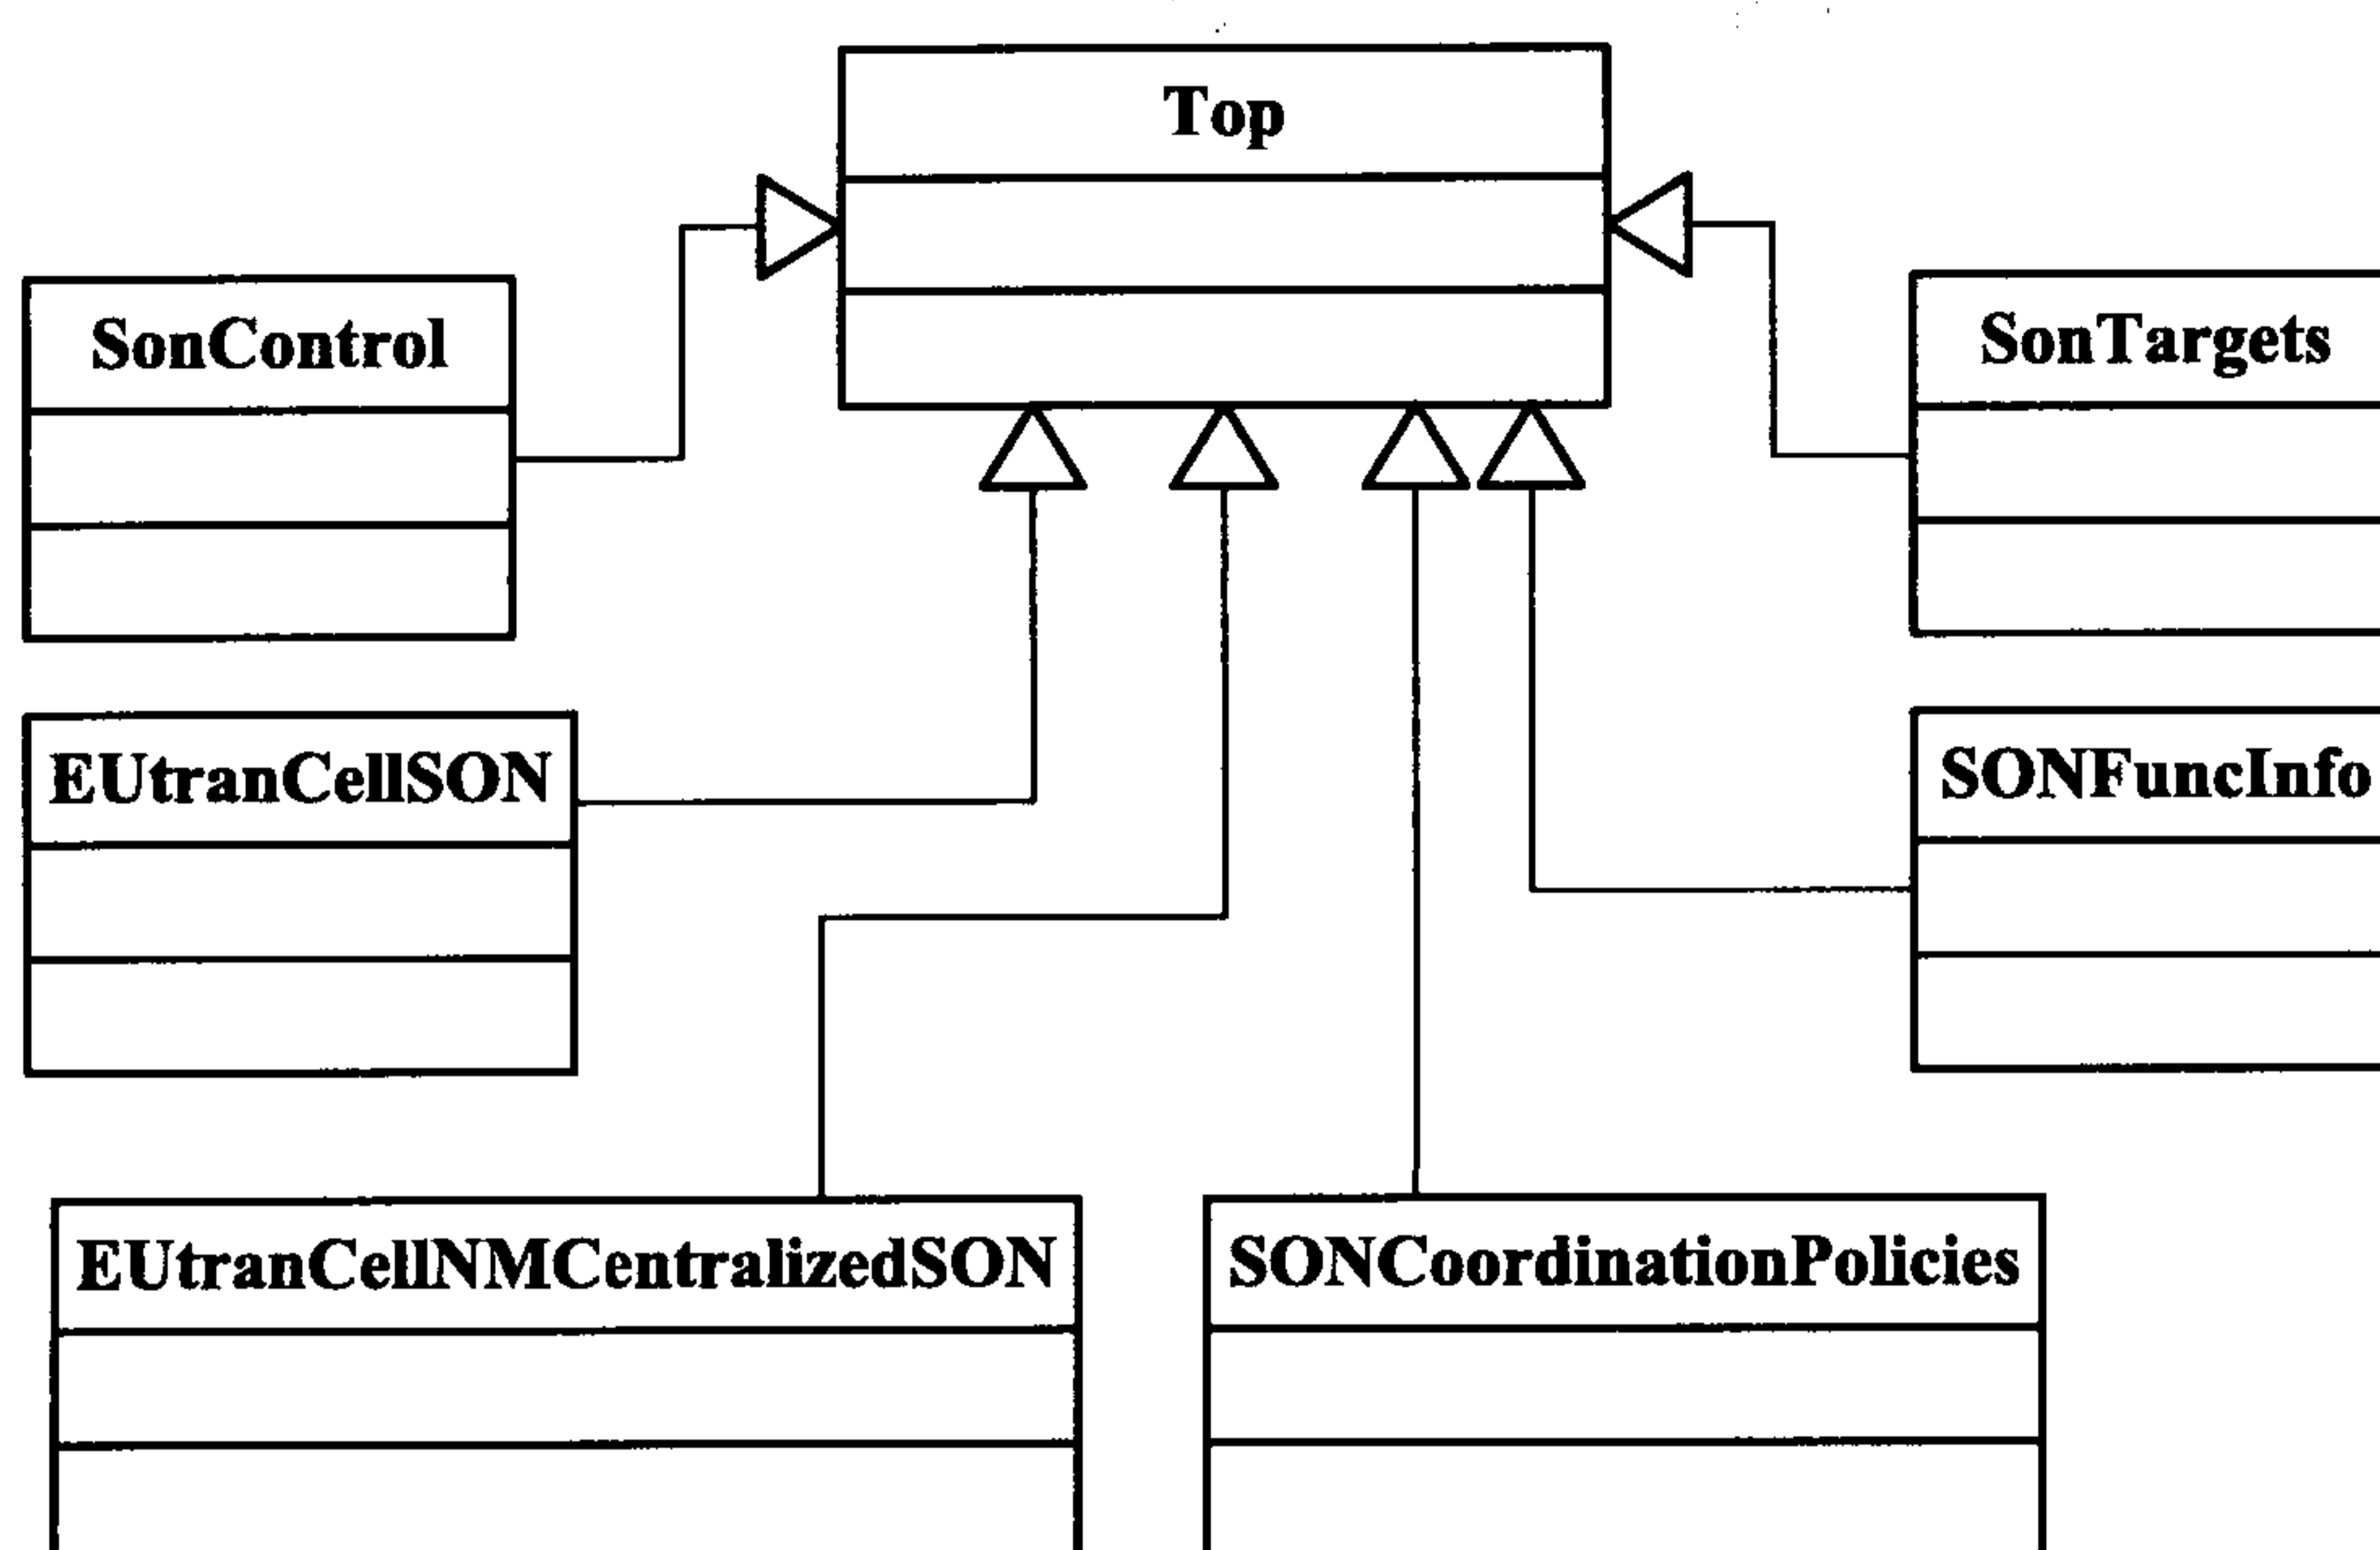 Top
SonControl
SonTargets
EUtranCellSON
SONFuncInfo
EUtranCellNMCentralizedSON
SONCoordinationPolicies